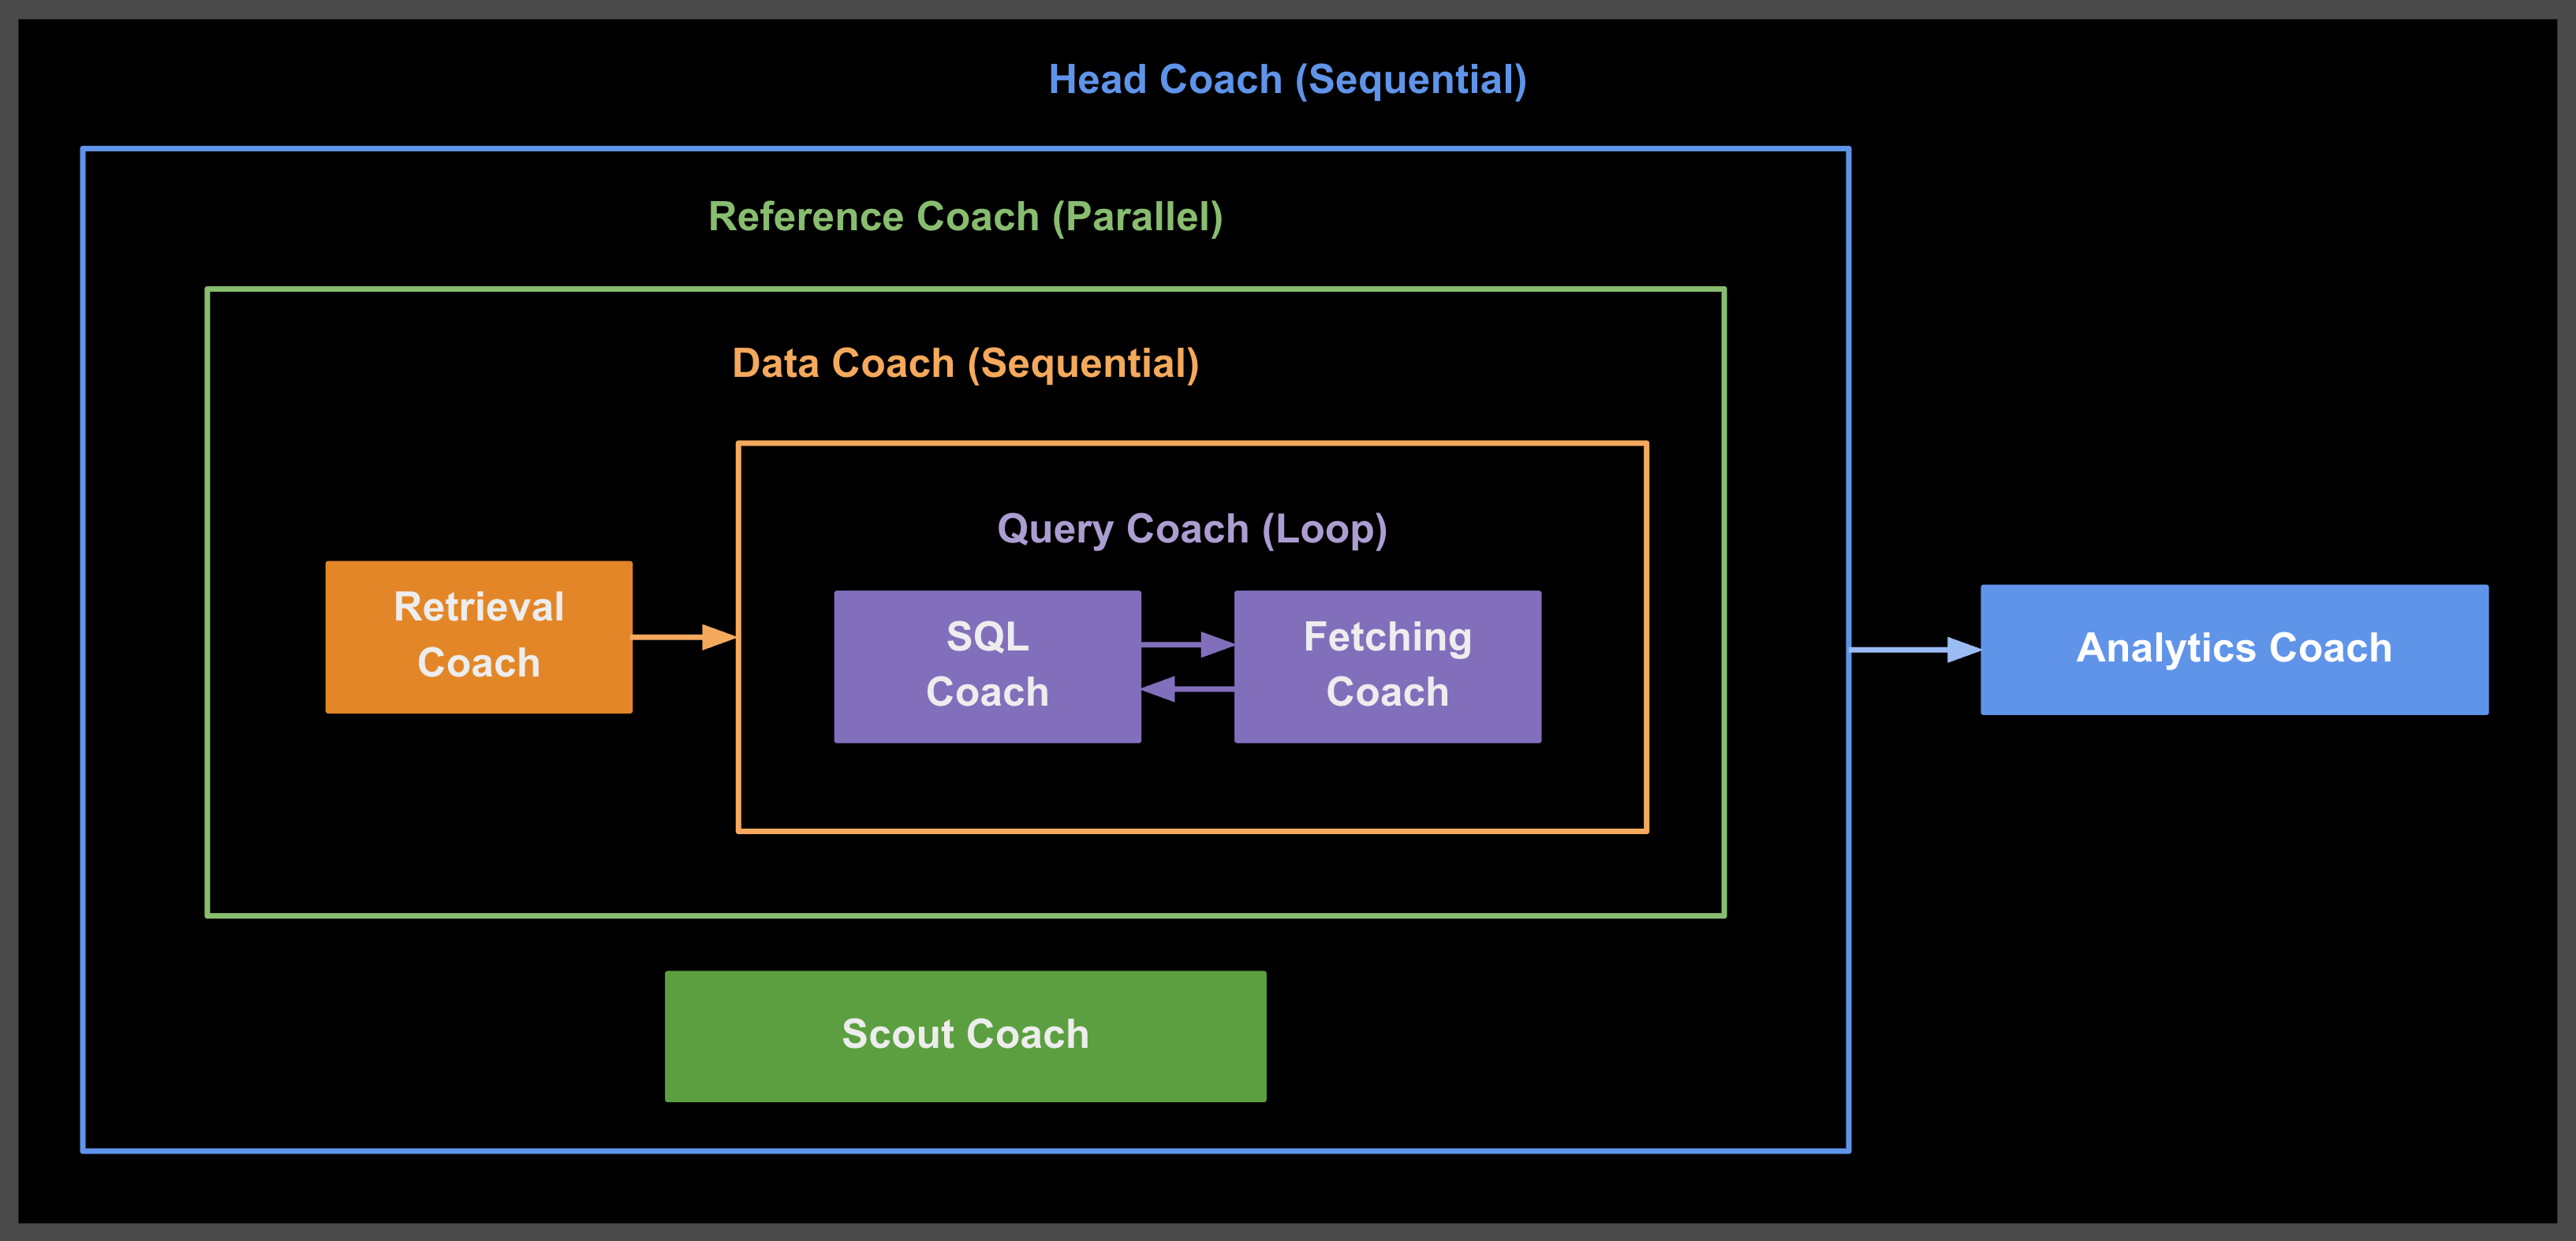 Head Coach (Sequential)
Reference Coach (Parallel)
Data Coach (Sequential)
Query Coach (Loop)
Retrieval
Coach
SQL
Coach
Fetching
Coach
Analytics Coach
Scout Coach